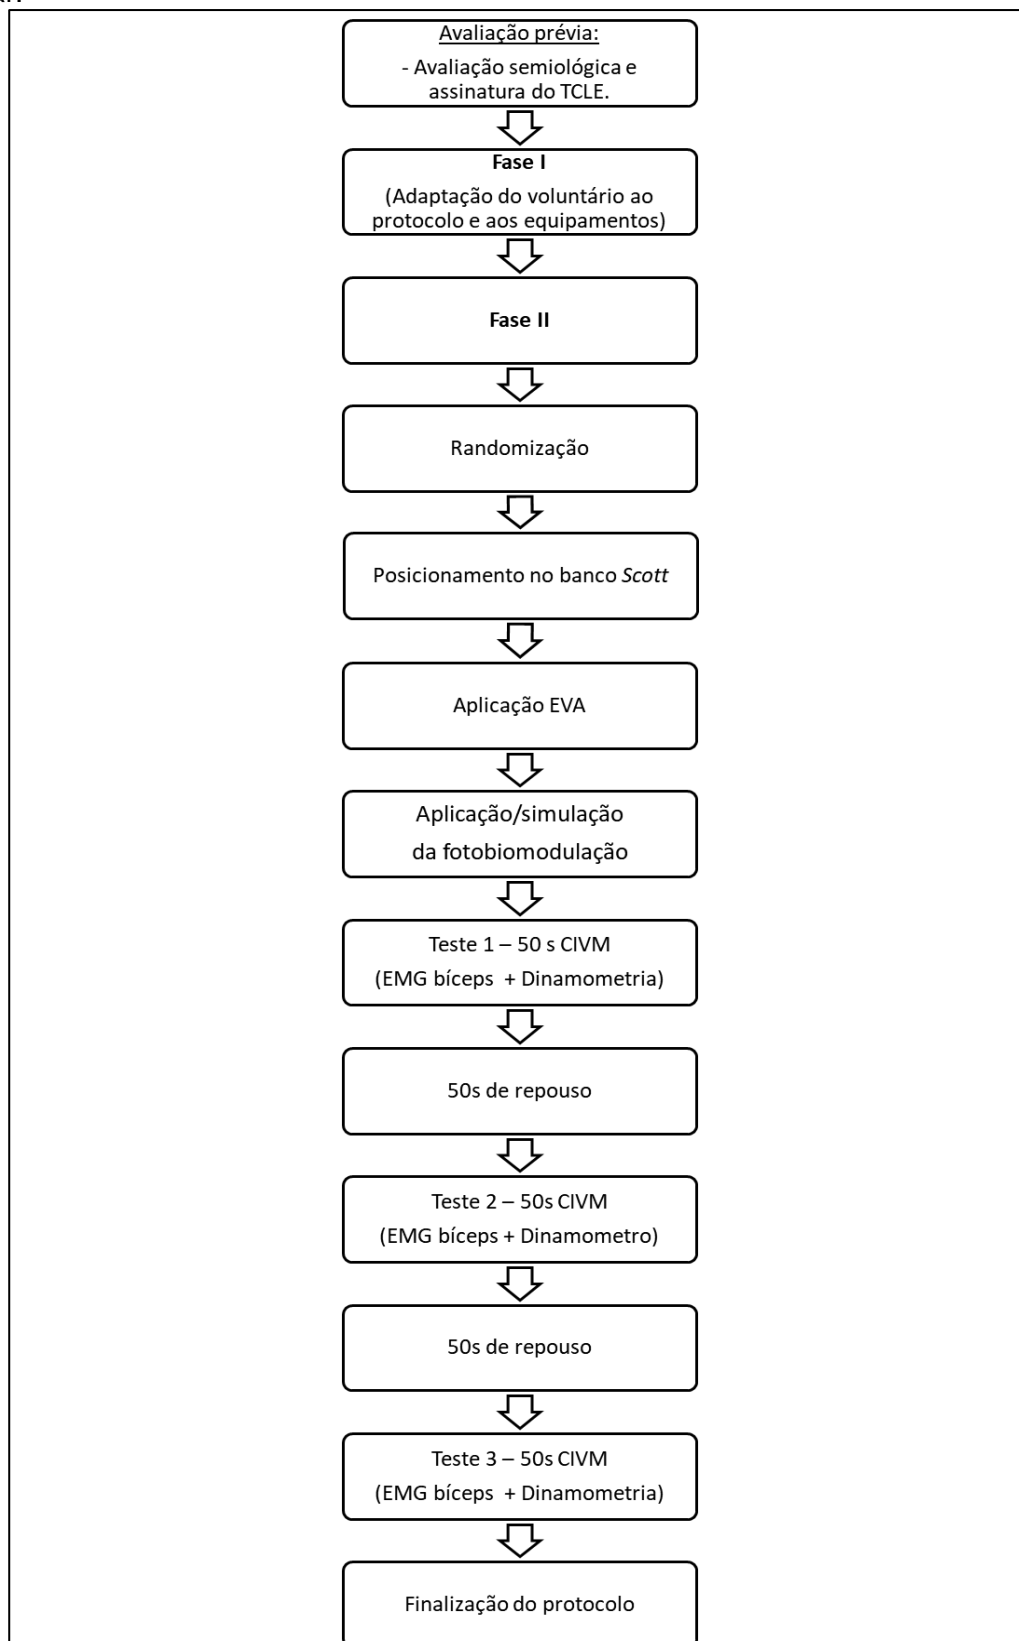 Avaliação prévia:
- Avaliação semiológica e
assinatura do TCLE.
Fase I
(Adaptação do voluntário ao
protocolo e aos equipamentos)
Fase II
Randomização
Posicionamento no banco Scott
Aplicação EVA
Aplicação/simulação
da fotobiomodulação
Teste 1 – 50 s CIVM
(EMG bíceps + Dinamometria)
50s de repouso
Teste 2 – 50s CIVM
(EMG bíceps + Dinamometro)
50s de repouso
Teste 3 – 50s CIVM
(EMG bíceps + Dinamometria)
Finalização do protocolo